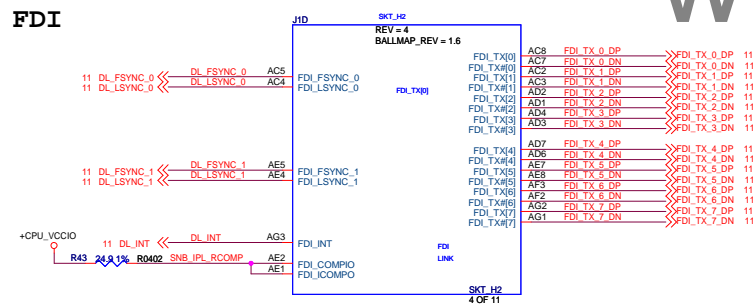 FDI
W
J1D
SKT_H2
REV = 4
BALLMAP_REV = 1.6
11 DL_FSYNC_0 DL_FSYNC_0 AC5 FDI_FSYNC_0
11 DL_LSYNC_0 DL_LSYNC_0 AC4 FDI_LSYNC_0
FDI_TX[0]
FDI_TX[0] AC8 FDI_TX_0_DP FDI_TX_0_DP 11
FDI_TX#[0] AC7 FDI_TX_0_DN FDI_TX_0_DN 11
FDI_TX[1] AC2 FDI_TX_1_DP FDI_TX_1_DP 11
FDI_TX#[1] AC3 FDI_TX_1_DN FDI_TX_1_DN 11
FDI_TX[2] AD2 FDI_TX_2_DP FDI_TX_2_DP 11
FDI_TX#[2] AD1 FDI_TX_2_DN FDI_TX_2_DN 11
FDI_TX[3] AD4 FDI_TX_3_DP FDI_TX_3_DP 11
FDI_TX#[3] AD3 FDI_TX_3_DN FDI_TX_3_DN 11
FDI_TX[4] AD7 FDI_TX_4_DP FDI_TX_4_DP 11
FDI_TX#[4] AD6 FDI_TX_4_DN FDI_TX_4_DN 11
11 DL_FSYNC_1 DL_FSYNC_1 AE5 FDI_FSYNC_1
11 DL_LSYNC_1 DL_LSYNC_1 AE4 FDI_LSYNC_1
FDI_TX[5] AE7 FDI_TX_5_DP FDI_TX_5_DP 11
FDI_TX#[5] AE8 FDI_TX_5_DN FDI_TX_5_DN 11
FDI_TX[6] AF3 FDI_TX_6_DP FDI_TX_6_DP 11
FDI_TX#[6] AF2 FDI_TX_6_DN FDI_TX_6_DN 11
FDI_TX[7] AG2 FDI_TX_7_DP FDI_TX_7_DP 11
FDI_TX#[7] AG1 FDI_TX_7_DN FDI_TX_7_DN 11
+CPU_VCCIO
11 DL_INT DL_INT AG3 FDI_INT
R43 24.9 1% R0402 SNB_IPL_RCOMP AE2 FDI_COMPIO
AE1 FDI_ICOMPO
FDI
LINK
SKT_H2
4 OF 11